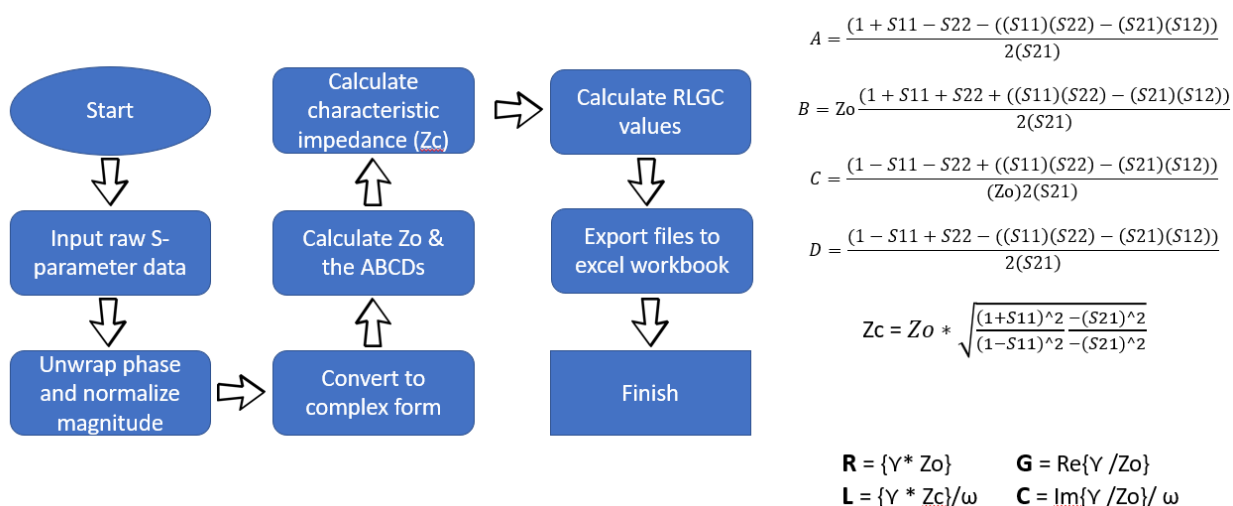 Start
Input raw S-
parameter data
Unwrap phase
and normalize
magnitude
Convert to
complex form
Calculate Zo &
the ABCDs
Calculate
characteristic
impedance (Zc)
Calculate RLGC
values
Export files to
excel workbook
Finish
A = (1 + S11 − S22 − ((S11)(S22) − (S21)(S12))
2(S21)
B = Zo (1 + S11 + S22 + ((S11)(S22) − (S21)(S12))
2(S21)
C = (1 − S11 − S22 + ((S11)(S22) − (S21)(S12))
(Zo)2(S21)
D = (1 − S11 + S22 − ((S11)(S22) − (S21)(S12))
2(S21)
Zc = Zo * √ (1+S11)^2 −(S21)^2
(1−S11)^2 −(S21)^2
R = {Y* Zo} G = Re{Y /Zo}
L = {Y * Zc}/ω C = Im{Y /Zo}/ ω